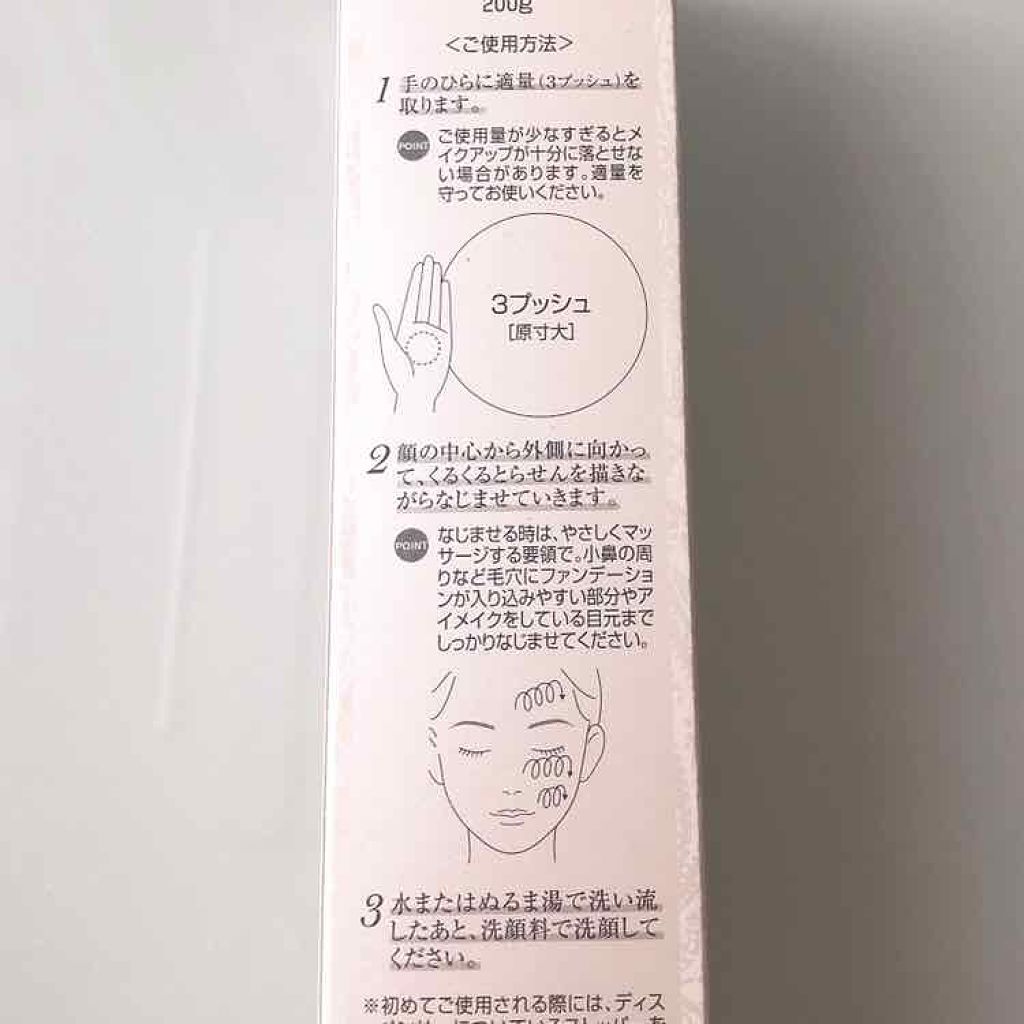 200g
＜ご使用方法＞
1 手のひらに適量（3プッシュ）を
取ります。
POINT ご使用量が少なすぎるとメ
イクアップが十分に落とせな
い場合があります。適量を
守ってお使いください。
3プッシュ
［原寸大］
2 顔の中心から外側に向かっ
て、くるくるとらせんを描きな
がらなじませていきます。
POINT なじませる時は、やさしくマッ
サージする要領で。小鼻の周
りなど毛穴にファンデーショ
ンが入り込みやすい部分やア
イメイクをしている目元まで
しっかりなじませてください。
3 水またはぬるま湯で洗い流
したあと、洗顔料で洗顔して
ください。
※初めてご使用される際には、ディス